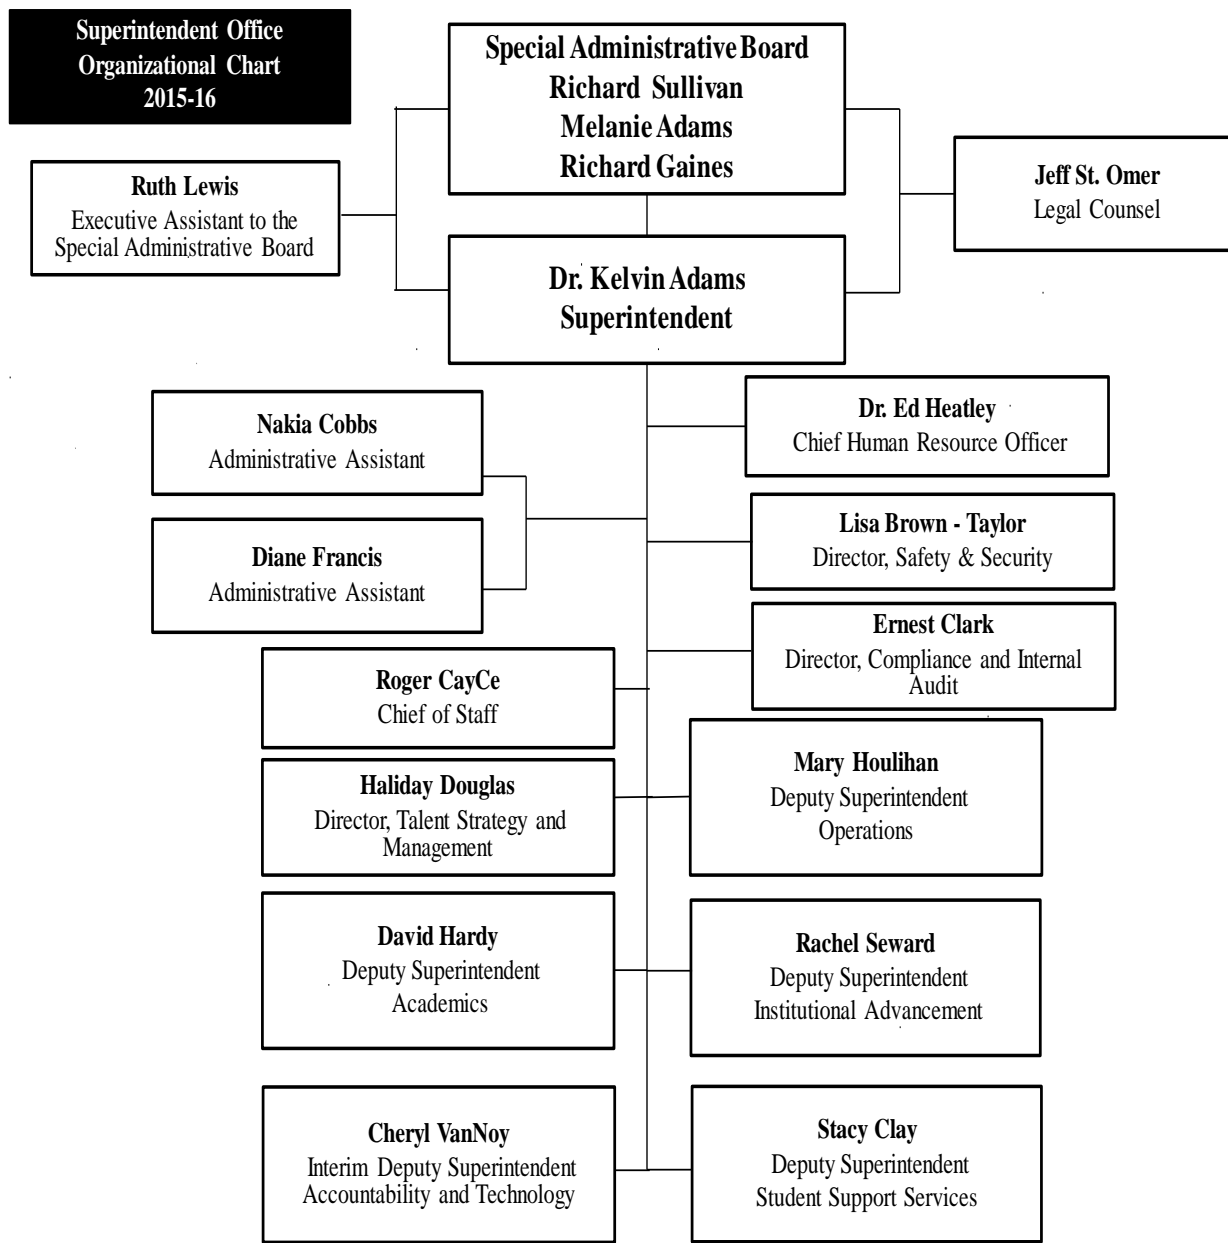 Superintendent Office
Organizational Chart
2015-16
Special Administrative Board
Richard Sullivan
Melanie Adams
Richard Gaines
Ruth Lewis
Executive Assistant to the
Special Administrative Board
Jeff St. Omer
Legal Counsel
Dr. Kelvin Adams
Superintendent
Nakia Cobbs
Administrative Assistant
Dr. Ed Heatley
Chief Human Resource Officer
Diane Francis
Administrative Assistant
Lisa Brown - Taylor
Director, Safety & Security
Ernest Clark
Director, Compliance and Internal
Audit
Roger CayCe
Chief of Staff
Haliday Douglas
Director, Talent Strategy and
Management
Mary Houlihan
Deputy Superintendent
Operations
David Hardy
Deputy Superintendent
Academics
Rachel Seward
Deputy Superintendent
Institutional Advancement
Cheryl VanNoy
Interim Deputy Superintendent
Accountability and Technology
Stacy Clay
Deputy Superintendent
Student Support Services